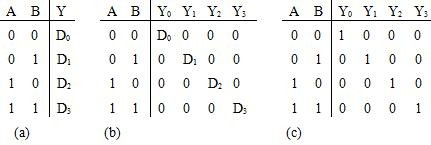 A B Y A B Y₀ Y₁ Y₂ Y₃ A B Y₀ Y₁ Y₂ Y₃
0 0 D₀ 0 0 D₀ 0 0 0 0 0 1 0 0 0
0 1 D₁ 0 1 0 D₁ 0 0 0 1 0 1 0 0
1 0 D₂ 1 0 0 0 D₂ 0 1 0 0 0 1 0
1 1 D₃ 1 1 0 0 0 D₃ 1 1 0 0 0 1
(a) (b) (c)